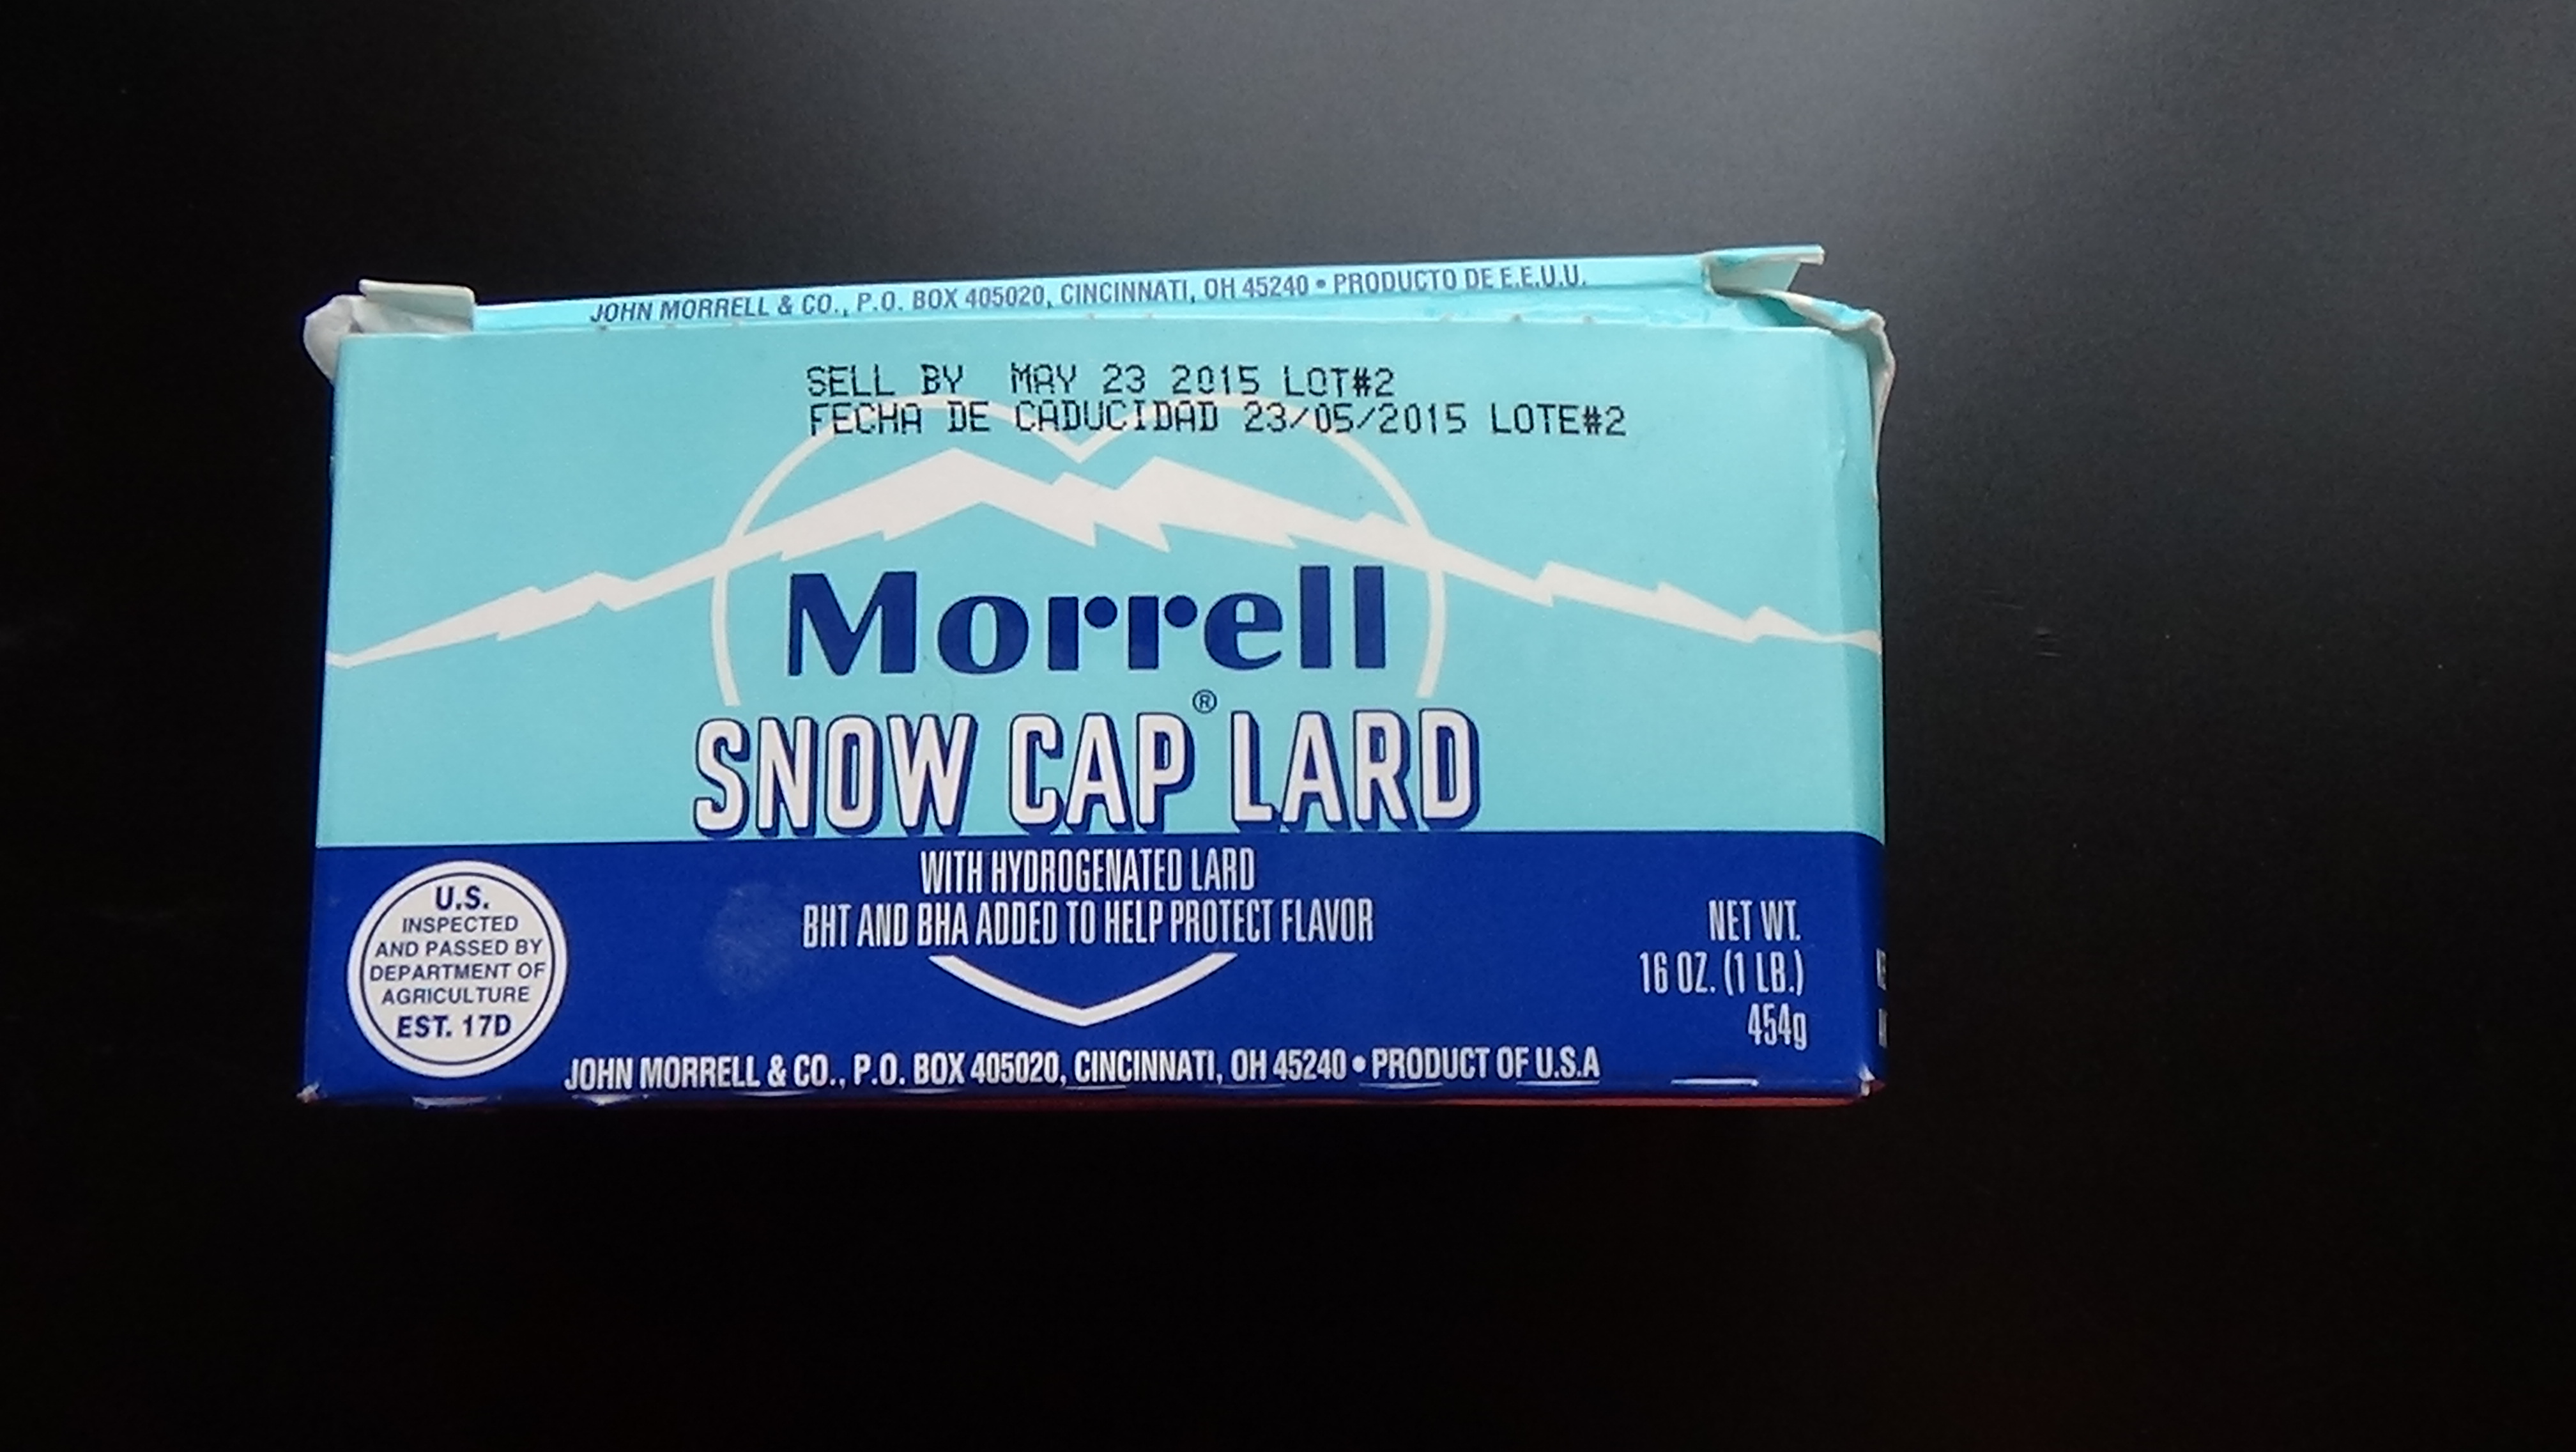 JOHN MORRELL & CO., P.O. BOX 405020, CINCINNATI, OH 45240 • PRODUCTO DE E.E.U.U.
SELL BY MAY 23 2015 LOT#2
FECHA DE CADUCIDAD 23/05/2015 LOTE#2
Morrell
SNOW CAP® LARD
WITH HYDROGENATED LARD
BHT AND BHA ADDED TO HELP PROTECT FLAVOR
U.S.
INSPECTED
AND PASSED BY
DEPARTMENT OF
AGRICULTURE
EST. 17D
NET WT.
16 OZ. (1 LB.)
454g
JOHN MORRELL & CO., P.O. BOX 405020, CINCINNATI, OH 45240 • PRODUCT OF U.S.A